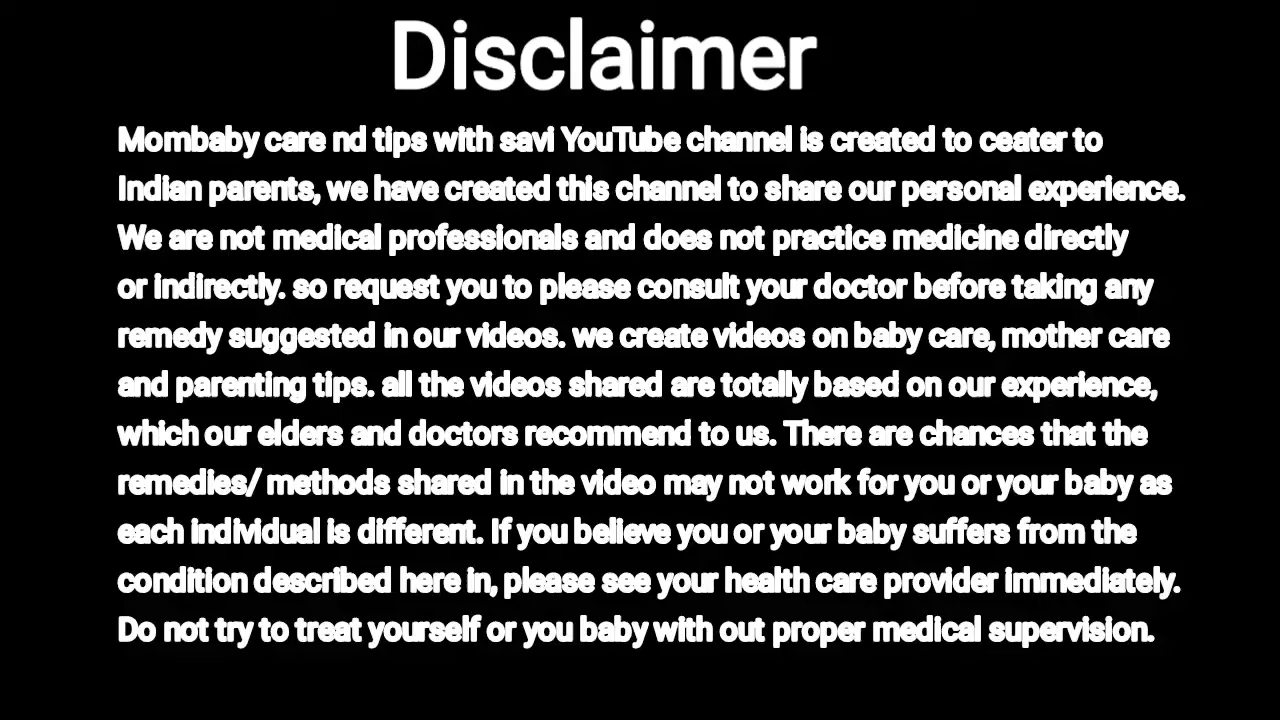 Disclaimer
Mombaby care nd tips with savi YouTube channel is created to ceater to
Indian parents, we have created this channel to share our personal experience.
We are not medical professionals and does not practice medicine directly
or indirectly. so request you to please consult your doctor before taking any
remedy suggested in our videos. we create videos on baby care, mother care
and parenting tips. all the videos shared are totally based on our experience,
which our elders and doctors recommend to us. There are chances that the
remedies/ methods shared in the video may not work for you or your baby as
each individual is different. If you believe you or your baby suffers from the
condition described here in, please see your health care provider immediately.
Do not try to treat yourself or you baby with out proper medical supervision.